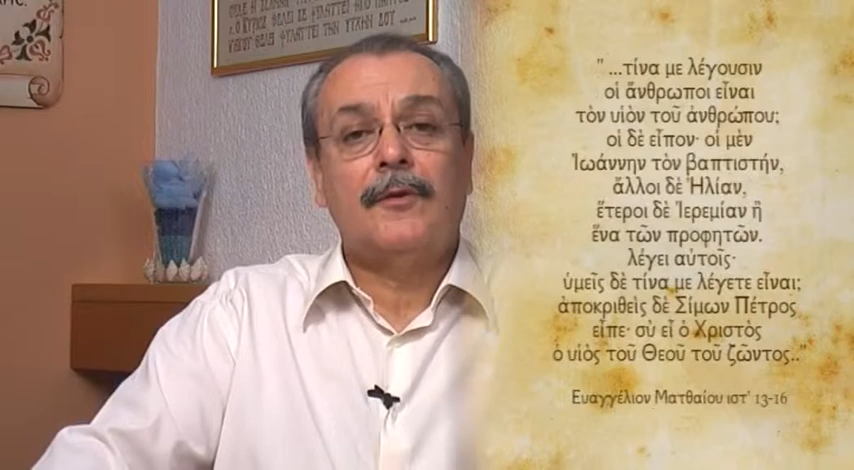 " ...τίνα με λέγουσιν
οἱ ἄνθρωποι εἶναι
τὸν υἱὸν τοῦ ἀνθρώπου;
οἱ δὲ εἶπον· οἱ μὲν
Ἰωάννην τὸν βαπτιστήν,
ἄλλοι δὲ Ἠλίαν,
ἕτεροι δὲ Ἰερεμίαν ἢ
ἕνα τῶν προφητῶν.
λέγει αὐτοῖς·
ὑμεῖς δὲ τίνα με λέγετε εἶναι;
ἀποκριθεὶς δὲ Σίμων Πέτρος
εἶπε· σὺ εἶ ὁ Χριστὸς
ὁ υἱὸς τοῦ Θεοῦ τοῦ ζῶντος.."
Ευαγγέλιον Ματθαίου ιστ' 13-16